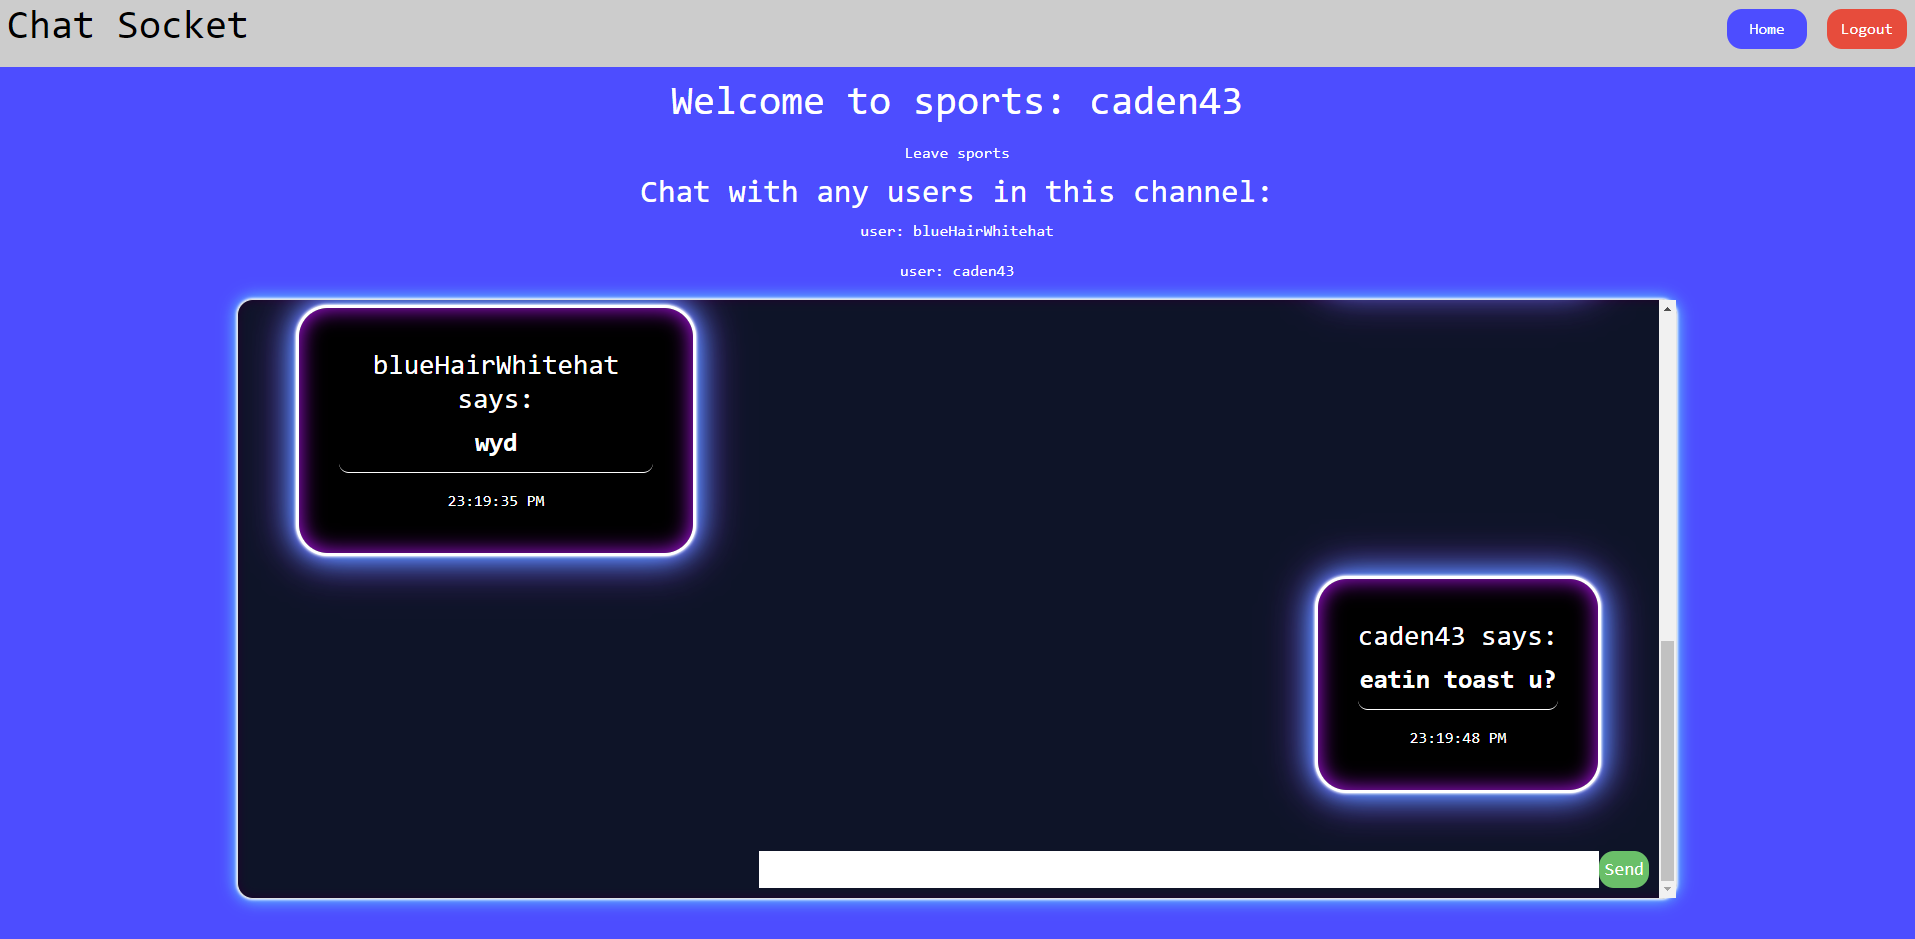 Chat Socket
Home
Logout
Welcome to sports: caden43
Leave sports
Chat with any users in this channel:
user: blueHairWhitehat
user: caden43
blueHairWhitehat
says:
wyd
23:19:35 PM
caden43 says:
eatin toast u?
23:19:48 PM
Send